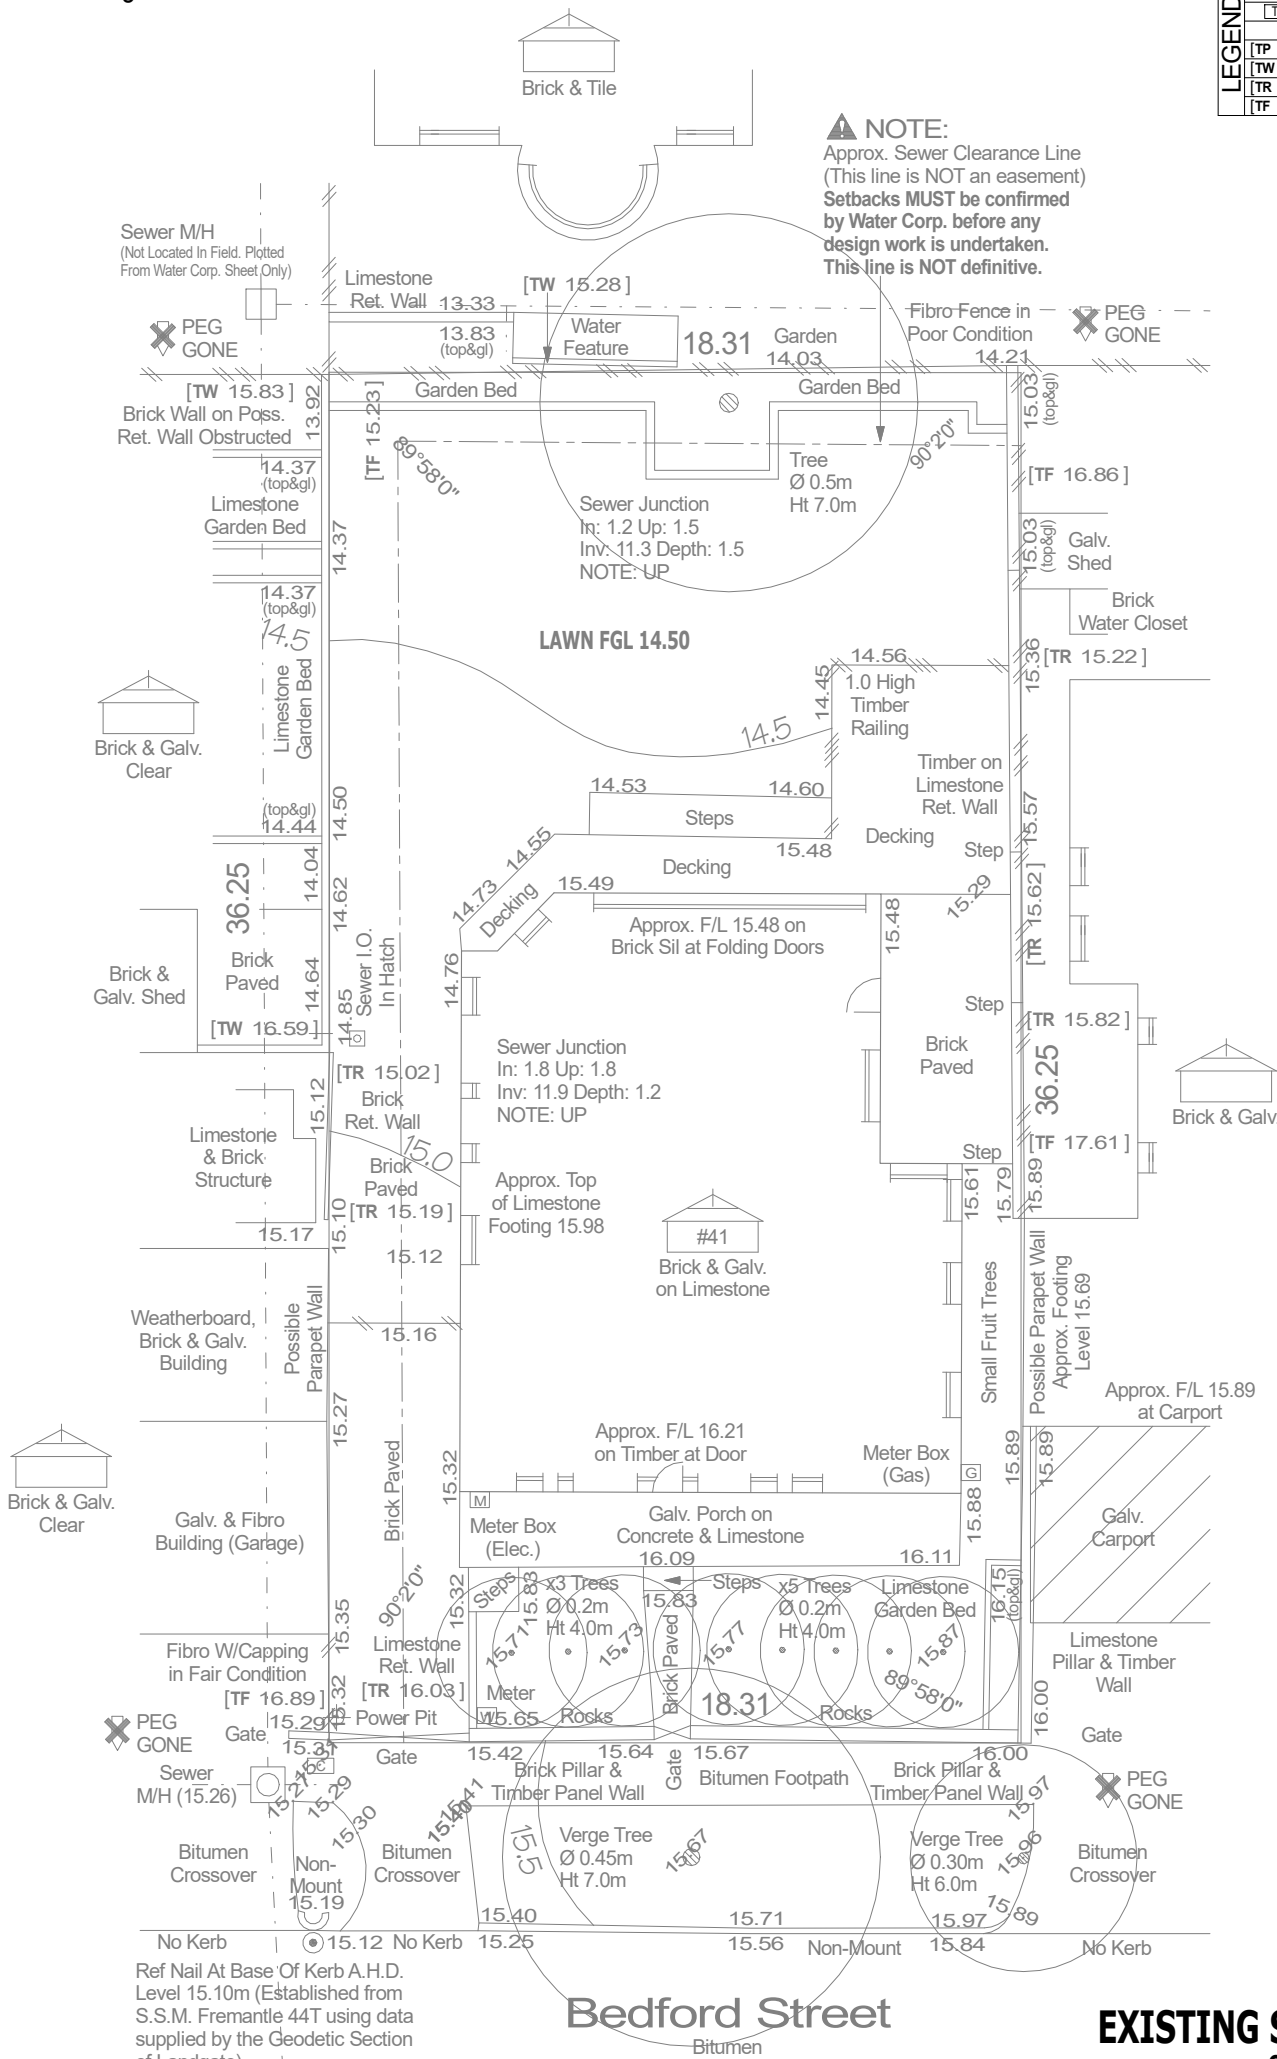 LEGEND
[TP
[TW
[TR
[TF
Brick & Tile
NOTE:
Approx. Sewer Clearance Line
(This line is NOT an easement)
Setbacks MUST be confirmed
by Water Corp. before any
design work is undertaken.
This line is NOT definitive.
Sewer M/H
(Not Located In Field. Plotted
From Water Corp. Sheet Only)
Limestone
Ret. Wall
13.33
[TW 15.28]
13.83
(top&gl)
Water
Feature
18.31
Garden
14.03
Fibro Fence in
Poor Condition
14.21
PEG
GONE
PEG
GONE
[TW 15.83]
Brick Wall on Poss.
Ret. Wall Obstructed
13.92
[TF 15.23]
Garden Bed
Garden Bed
15.03
(top&gl)
89°58'0"
90°2'0"
14.37
(top&gl)
Limestone
Garden Bed
14.37
Tree
Ø 0.5m
Ht 7.0m
[TF 16.86]
Sewer Junction
In: 1.2 Up: 1.5
Inv: 11.3 Depth: 1.5
NOTE: UP
15.03
(top&gl)
Galv.
Shed
14.37
(top&gl)
14.5
Brick
Water Closet
LAWN FGL 14.50
14.56
15.36
[TR 15.22]
Limestone
Garden Bed
14.45
1.0 High
Timber
Railing
14.5
Brick & Galv.
Clear
Timber on
Limestone
Ret. Wall
14.53
14.60
Steps
(top&gl)
14.44
14.50
15.57
14.55
15.48
Decking
Step
Decking
36.25
14.04
14.62
14.73
Decking
15.49
15.29
[TR 15.62]
Approx. F/L 15.48 on
Brick Sil at Folding Doors
15.48
Brick &
Galv. Shed
Brick
Paved
14.64
14.85
Sewer I.O.
In Hatch
14.76
Step
[TW 16.59]
[TR 15.82]
Sewer Junction
In: 1.8 Up: 1.8
Inv: 11.9 Depth: 1.2
NOTE: UP
Brick
Paved
36.25
[TR 15.02]
Brick
Ret. Wall
15.12
15.0
Brick & Galv.
Limestone
& Brick
Structure
Brick
Paved
[TR 15.19]
15.10
15.17
15.12
Step
[TF 17.61]
15.61
15.79
15.89
Approx. Top
of Limestone
Footing 15.98
#41
Brick & Galv.
on Limestone
Weatherboard,
Brick & Galv.
Building
Possible
Parapet Wall
15.16
Small Fruit Trees
Possible Parapet Wall
Approx. Footing
Level 15.69
Approx. F/L 15.89
at Carport
15.27
Brick Paved
15.32
Approx. F/L 16.21
on Timber at Door
Meter Box
(Gas)
G
15.89
15.89
Brick & Galv.
Clear
Galv. & Fibro
Building (Garage)
M
Meter Box
(Elec.)
Galv. Porch on
Concrete & Limestone
15.88
Galv.
Carport
16.09
16.11
90°2'0"
15.32
Steps
15.83
x3 Trees
Ø 0.2m
Ht 4.0m
Steps
15.83
x5 Trees
Ø 0.2m
Ht 4.0m
Limestone
Garden Bed
16.15
(top&gl)
15.35
Fibro W/Capping
in Fair Condition
Limestone
Ret. Wall
15.71
15.73
Brick Paved
15.77
15.87
Limestone
Pillar & Timber
Wall
[TF 16.89]
15.32
[TR 16.03]
Meter
W
15.65
Rocks
18.31
89°58'0"
Rocks
16.00
PEG
GONE
Gate
15.29
Power Pit
Gate
15.31
15.31
C
Gate
15.42
15.64
Gate
15.67
16.00
Sewer
M/H (15.26)
15.27
15.29
Brick Pillar &
Timber Panel Wall
Bitumen Footpath
Brick Pillar &
Timber Panel Wall
15.97
PEG
GONE
15.30
15.41
15.40
15.5
Bitumen
Crossover
Non-
Mount
15.19
Bitumen
Crossover
Verge Tree
Ø 0.45m
Ht 7.0m
15.67
Verge Tree
Ø 0.30m
Ht 6.0m
15.96
Bitumen
Crossover
15.40
15.71
15.97
15.89
No Kerb
15.12
No Kerb
15.25
15.56
Non-Mount
15.84
No Kerb
Ref Nail At Base Of Kerb A.H.D.
Level 15.10m (Established from
S.S.M. Fremantle 44T using data
supplied by the Geodetic Section
of Landgate)
Bedford Street
Bitumen
EXISTING S